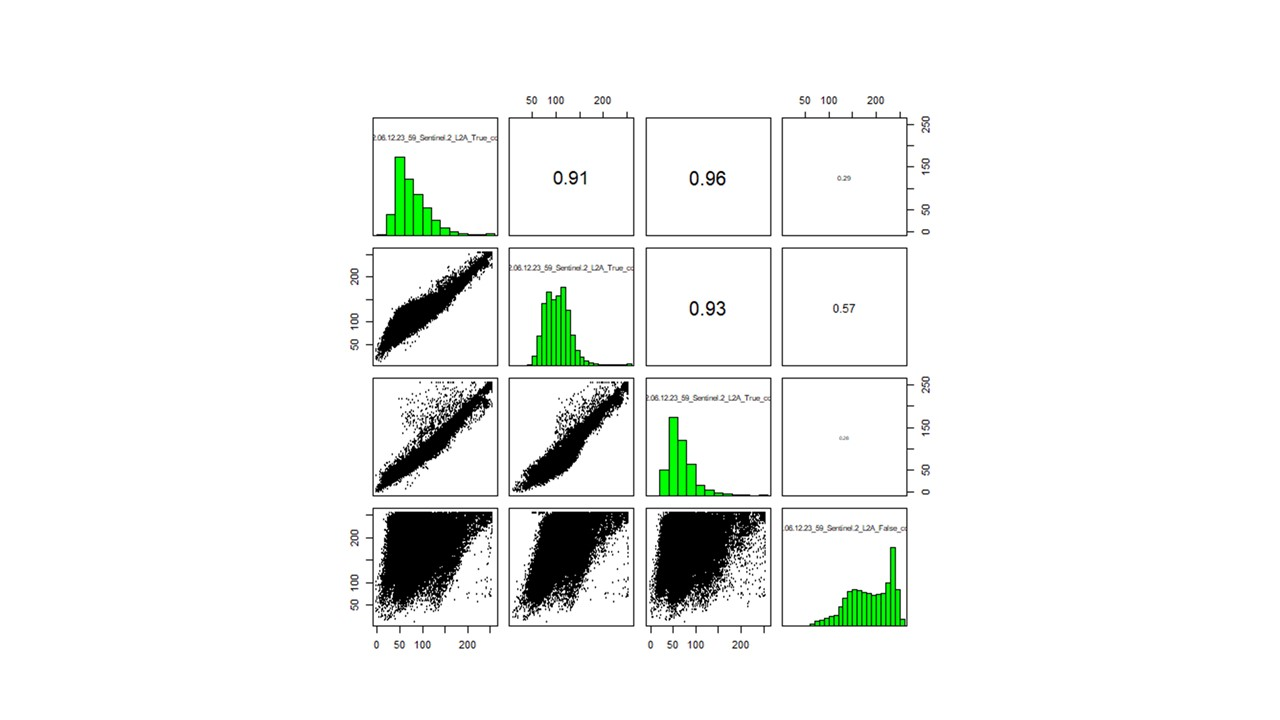 50 100 200 50 100 200
2.06.12.23_59_Sentinel.2_L2A_True_co
0.91
0.96
0.29
0 50 150 250
50 100 200
2.06.12.23_59_Sentinel.2_L2A_True_co
0.93
0.57
2.06.12.23_59_Sentinel.2_L2A_True_co
0 50 150 250
50 100 200
.06.12.23_59_Sentinel.2_L2A_False_co
0 50 100 200 0 50 100 200